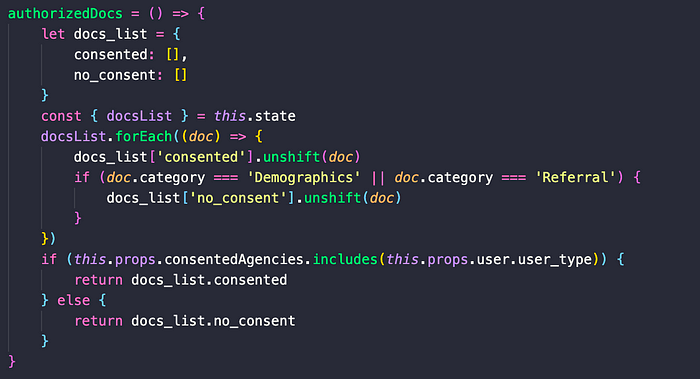 authorizedDocs = () => {
    let docs_list = {
        consented: [],
        no_consent: []
    }
    const { docsList } = this.state
    docsList.forEach((doc) => {
        docs_list['consented'].unshift(doc)
        if (doc.category === 'Demographics' || doc.category === 'Referral') {
            docs_list['no_consent'].unshift(doc)
        }
    })
    if (this.props.consentedAgencies.includes(this.props.user.user_type)) {
        return docs_list.consented
    } else {
        return docs_list.no_consent
    }
}